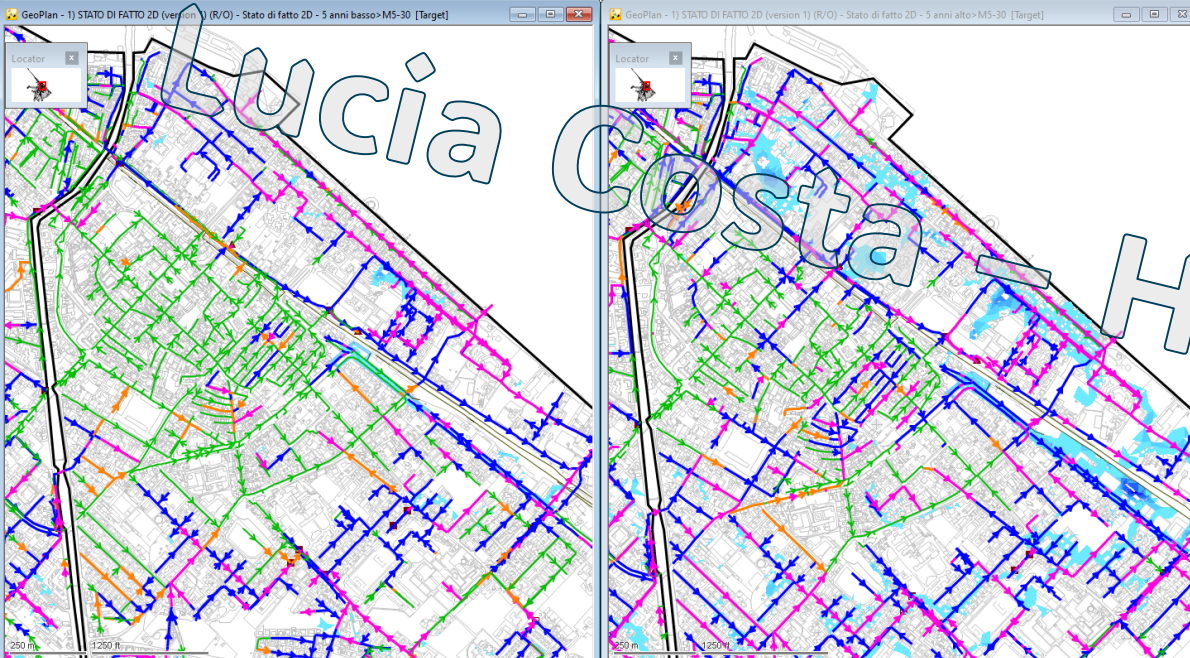 GeoPlan - 1) STATO DI FATTO 2D (version 1) (R/O) - Stato di fatto 2D - 5 anni basso>M5-30 [Target]
GeoPlan - 1) STATO DI FATTO 2D (version 1) (R/O) - Stato di fatto 2D - 5 anni alto>M5-30 [Target]
Locator
Locator
Lucia Costa – H
250 m
1250 ft
250 m
1250 ft